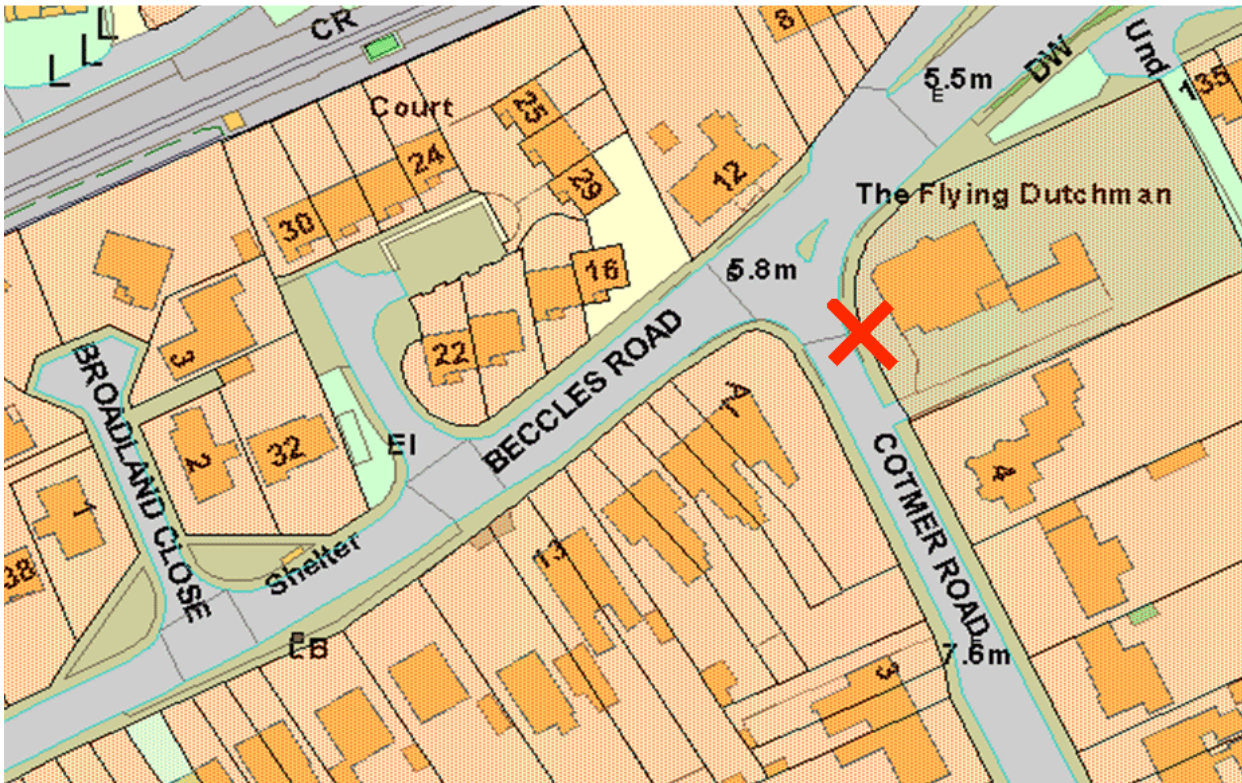 CR
8
Und
DW
5.5m
E
135
L
L
L
Court
25
24
29
12
The Flying Dutchman
30
16
5.8m
3
22
BROADLAND CLOSE
BECCLES ROAD
1A
2
32
El
COTMER ROAD
4
1
13
38
Shelter
LB
7.6m
3